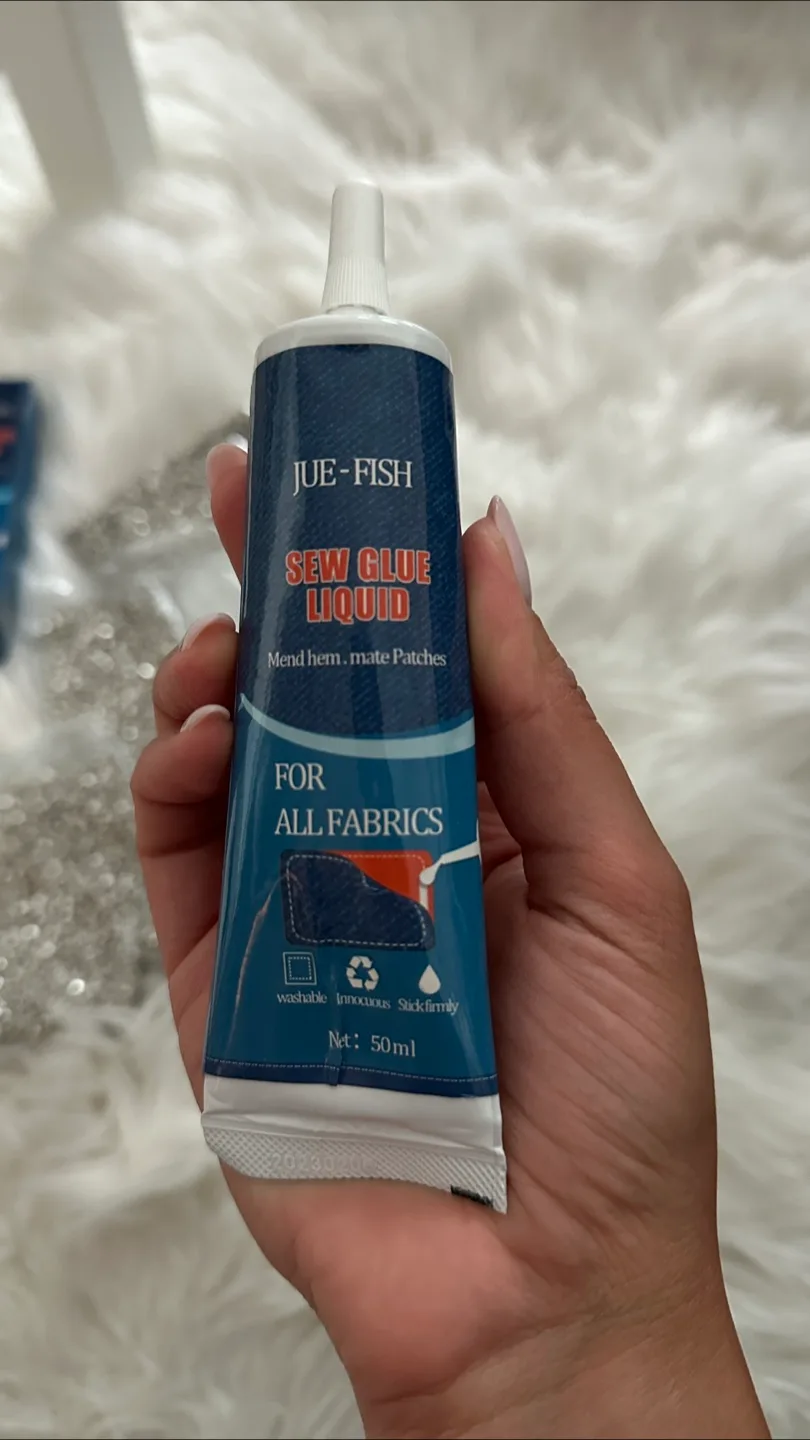 JUE-FISH
SEW GLUE
LIQUID
Mend hem . mate Patches
FOR
ALL FABRICS
washable Innocuous Stick firmly
Net: 50ml